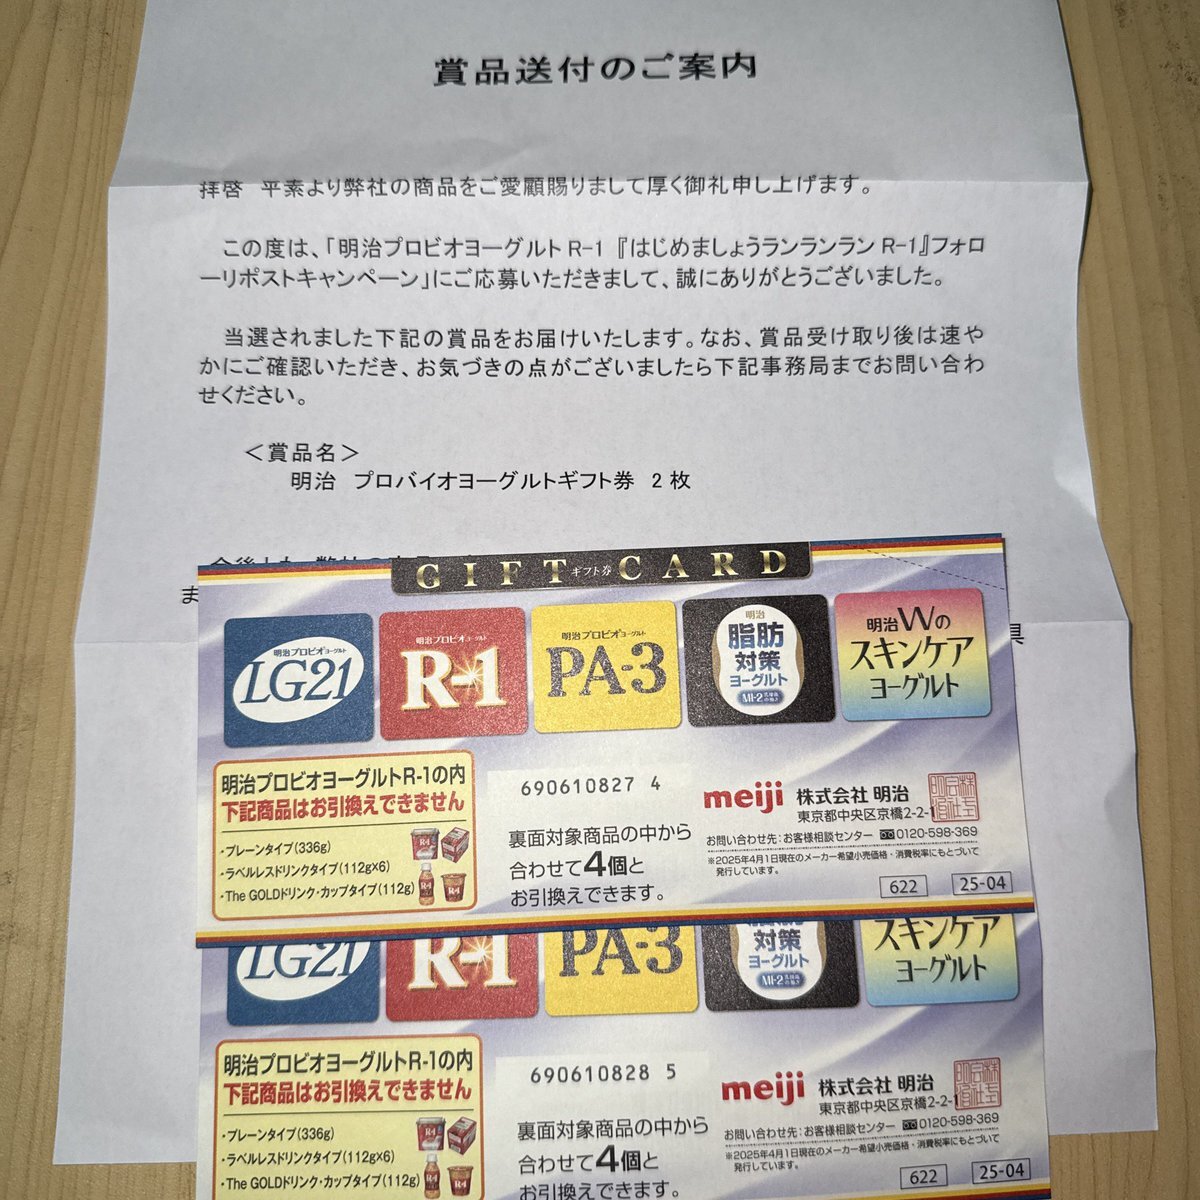 賞品送付のご案内
拝啓 平素より弊社の商品をご愛顧賜りまして厚く御礼申し上げます。
この度は、「明治プロビオヨーグルトR-1『はじめましょうランランランR-1』フォロ
ーリポストキャンペーン」にご応募いただきまして、誠にありがとうございました。
当選されました下記の賞品をお届けいたします。なお、賞品受け取り後は速や
かにご確認いただき、お気づきの点がございましたら下記事務局までお問い合わ
せください。
＜賞品名＞
明治 プロバイオヨーグルトギフト券 2枚
ま
具
GIFT ギフト券 CARD
明治プロビオヨーグルト
LG21
明治プロビオヨーグルト
R-1
明治プロビオヨーグルト
PA-3
明治
脂肪
対策
ヨーグルト
MI-2乳酸菌の働き
明治Wの
スキンケア
ヨーグルト
明治プロビオヨーグルトR-1の内
下記商品はお引換えできません
・プレーンタイプ(336g)
・ラベルレスドリンクタイプ(112g×6)
・The GOLDドリンク・カップタイプ(112g)
690610827 4
裏面対象商品の中から
合わせて4個と
お引換えできます。
meiji 株式会社 明治
東京都中央区京橋2-2-1
お問い合わせ先：お客様相談センター 0120-598-369
※2025年4月1日現在のメーカー希望小売価格・消費税率にもとづいて
発行しています。
622 25-04
LG21
R-1
PA-3
対策
ヨーグルト
MI-2乳酸菌の働き
スキンケア
ヨーグルト
明治プロビオヨーグルトR-1の内
下記商品はお引換えできません
・プレーンタイプ(336g)
・ラベルレスドリンクタイプ(112g×6)
・The GOLDドリンク・カップタイプ(112g)
690610828 5
裏面対象商品の中から
合わせて4個と
お引換えできます。
meiji 株式会社 明治
東京都中央区京橋2-2-1
お問い合わせ先：お客様相談センター 0120-598-369
※2025年4月1日現在のメーカー希望小売価格・消費税率にもとづいて
発行しています。
622 25-04